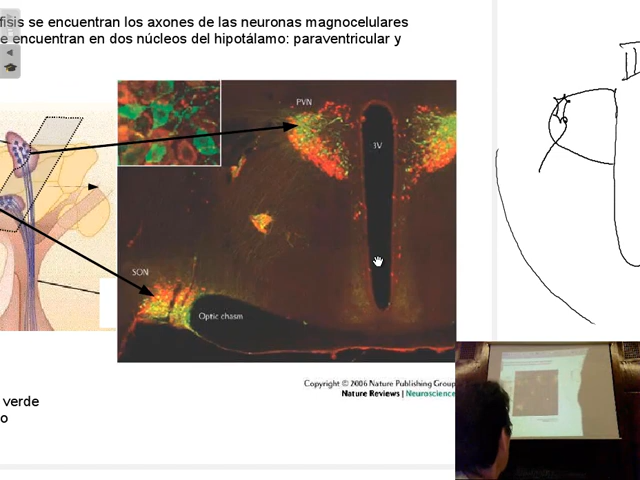 fisis se encuentran los axones de las neuronas magnocelulares
e encuentran en dos núcleos del hipotálamo: paraventricular y
PVN
3V
SON
Optic chasm
Copyright © 2006 Nature Publishing Group
Nature Reviews | Neuroscience
verde
o